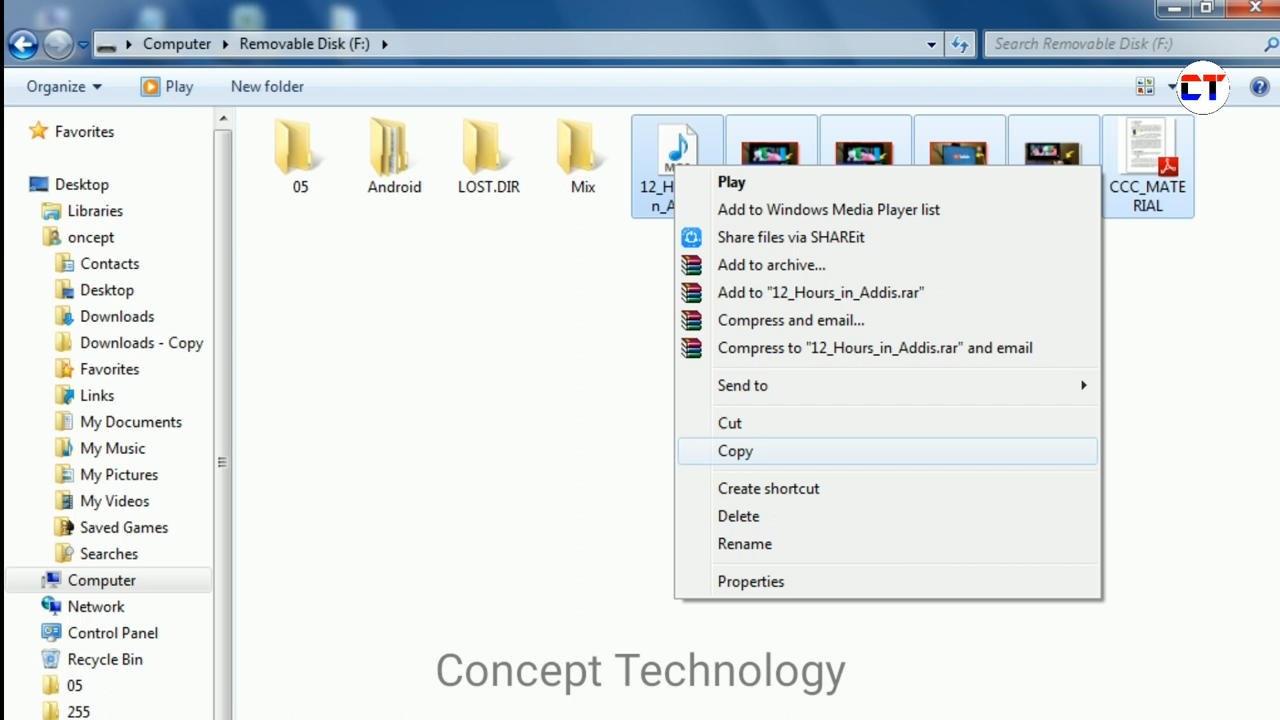 Computer
Removable Disk (F:)
Search Removable Disk (F:)
Organize
Play
New folder
CT
Favorites
Desktop
Libraries
oncept
Contacts
Desktop
Downloads
Downloads - Copy
Favorites
Links
My Documents
My Music
My Pictures
My Videos
Saved Games
Searches
Computer
Network
Control Panel
Recycle Bin
05
255
05
Android
LOST.DIR
Mix
12_H
n_A
CCC_MATE
RIAL
Play
Add to Windows Media Player list
Share files via SHAREit
Add to archive...
Add to "12_Hours_in_Addis.rar"
Compress and email...
Compress to "12_Hours_in_Addis.rar" and email
Send to
Cut
Copy
Create shortcut
Delete
Rename
Properties
Concept Technology